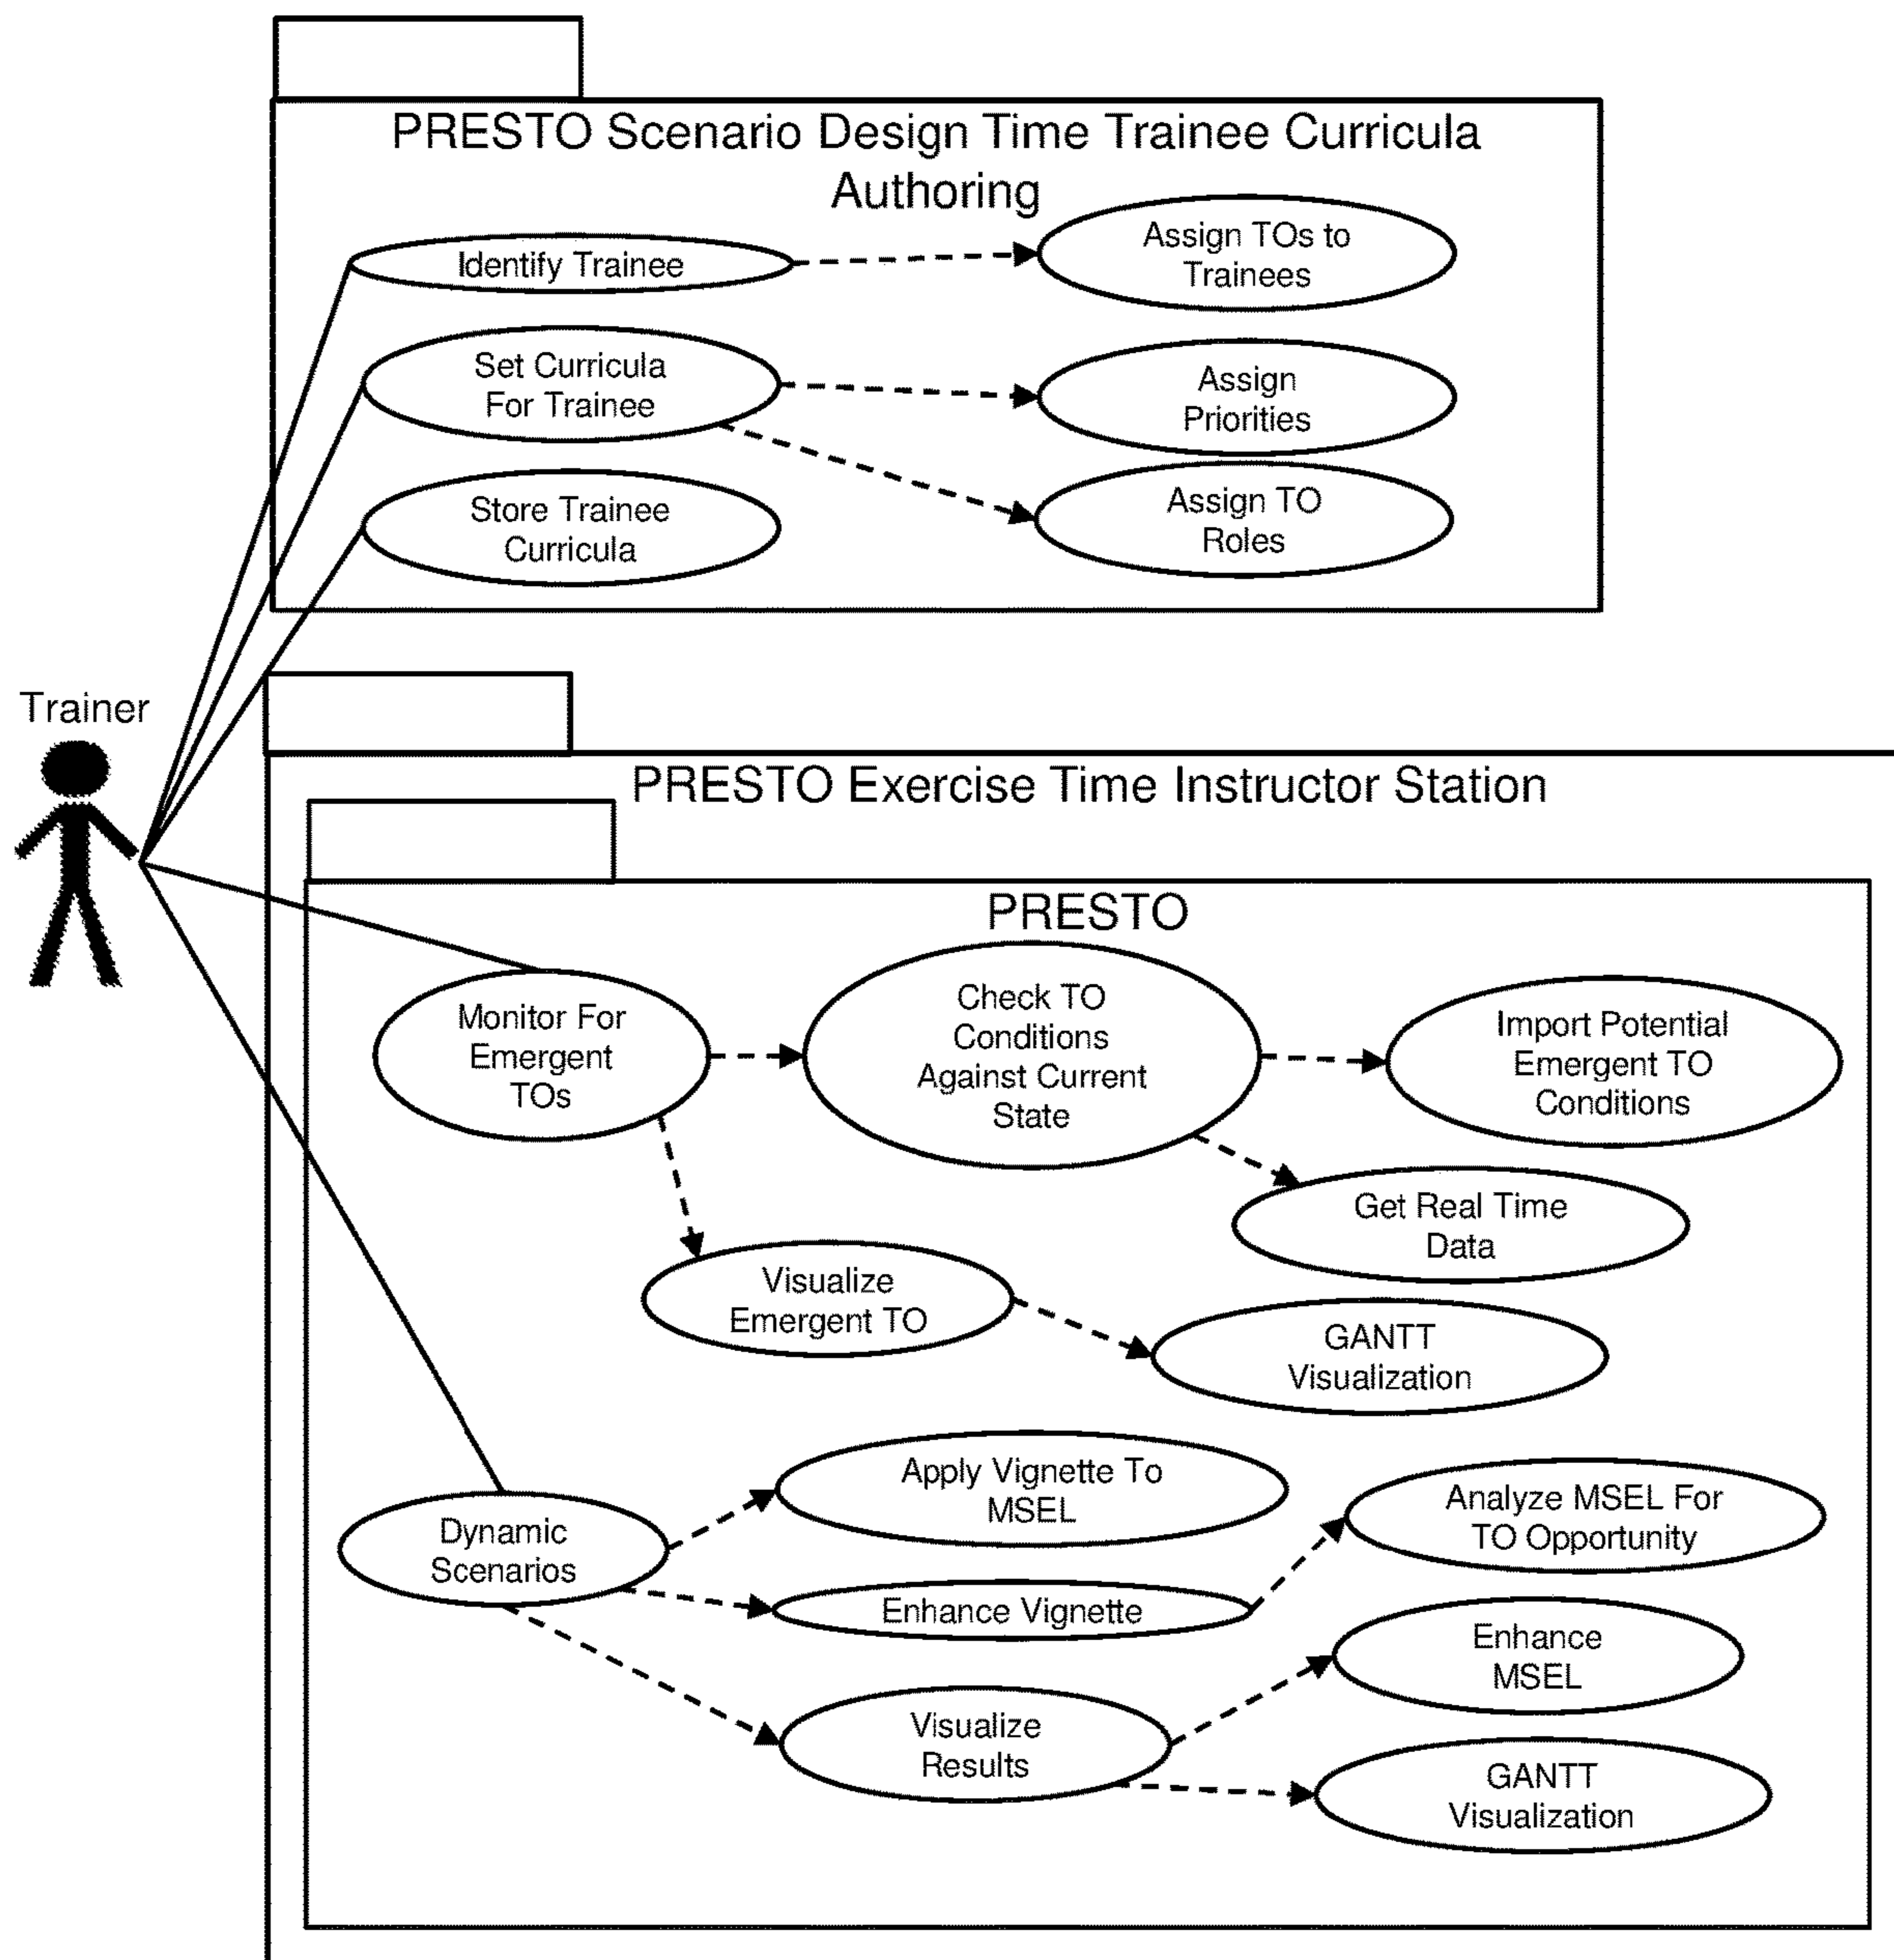 PRESTO Scenario Design Time Trainee Curricula
Authoring
Identify Trainee
Assign TOs to
Trainees
Set Curricula
For Trainee
Assign
Priorities
Store Trainee
Curricula
Assign TO
Roles
Trainer
PRESTO Exercise Time Instructor Station
PRESTO
Monitor For
Emergent
TOs
Check TO
Conditions
Against Current
State
Import Potential
Emergent TO
Conditions
Get Real Time
Data
Visualize
Emergent TO
GANTT
Visualization
Dynamic
Scenarios
Apply Vignette To
MSEL
Analyze MSEL For
TO Opportunity
Enhance Vignette
Enhance
MSEL
Visualize
Results
GANTT
Visualization